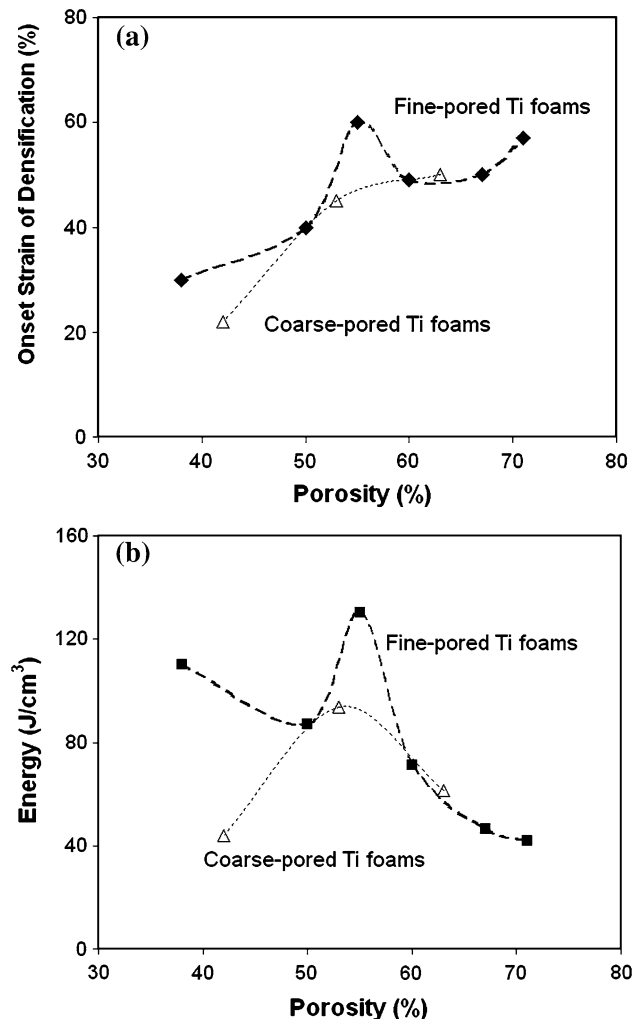 (a)
Onset Strain of Densification (%)
80
60
40
20
0
Fine-pored Ti foams
Coarse-pored Ti foams
30 40 50 60 70 80
Porosity (%)
(b)
Energy (J/cm³)
160
120
80
40
0
Fine-pored Ti foams
Coarse-pored Ti foams
30 40 50 60 70 80
Porosity (%)